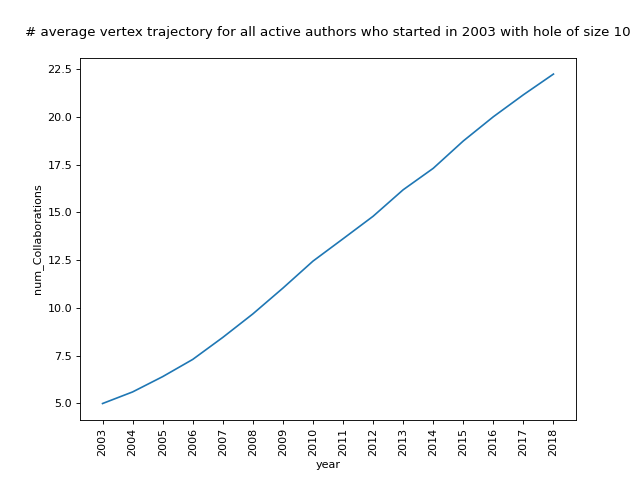 # average vertex trajectory for all active authors who started in 2003 with hole of size 10
22.5
20.0
17.5
15.0
12.5
10.0
7.5
5.0
num_Collaborations
2003 2004 2005 2006 2007 2008 2009 2010 2011 2012 2013 2014 2015 2016 2017 2018
year